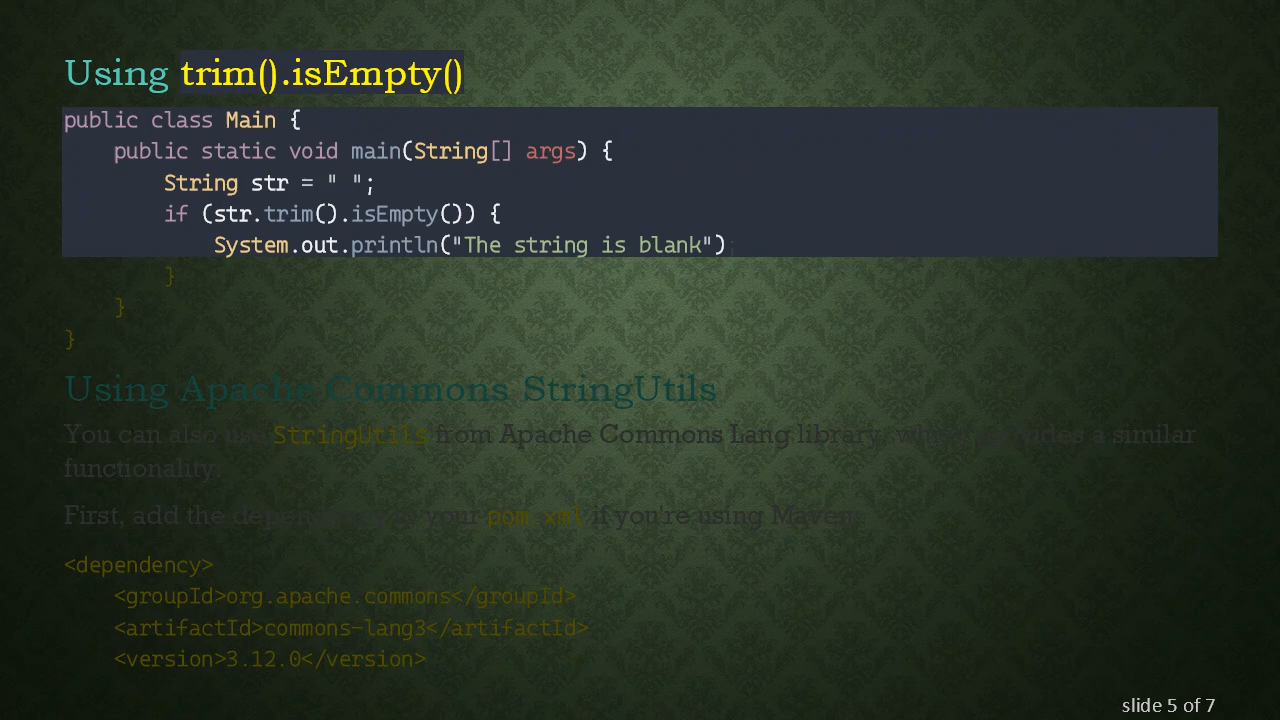 Using trim().isEmpty()
public class Main {
    public static void main(String[] args) {
        String str = " ";
        if (str.trim().isEmpty()) {
            System.out.println("The string is blank");
        }
    }
}
Using Apache Commons StringUtils
You can also use StringUtils from Apache Commons Lang library, which provides a similar
functionality.
First, add the dependency to your pom.xml if you're using Maven:
<dependency>
    <groupId>org.apache.commons</groupId>
    <artifactId>commons-lang3</artifactId>
    <version>3.12.0</version>
slide 5 of 7